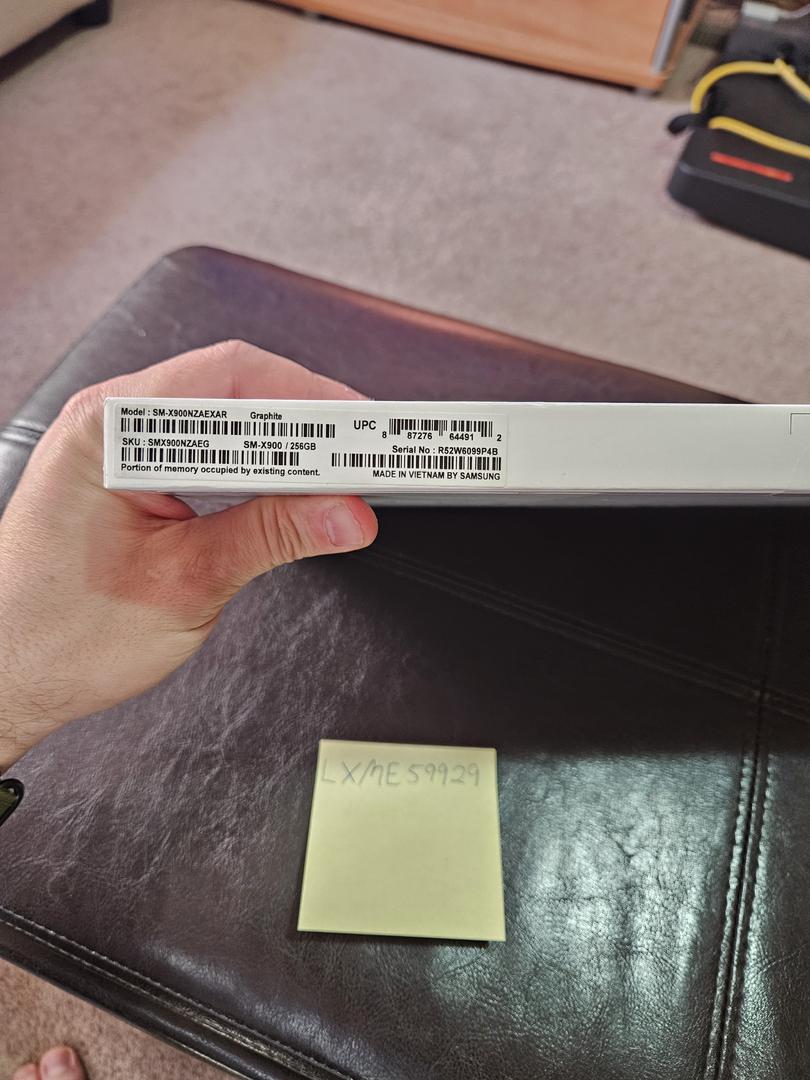 Model : SM-X900NZAEXAR Graphite
SKU : SMX900NZAEG SM-X900 / 256GB
Portion of memory occupied by existing content.
UPC 8 87276 64491 2
Serial No : R52W6099P4B
MADE IN VIETNAM BY SAMSUNG
LX/ME59929